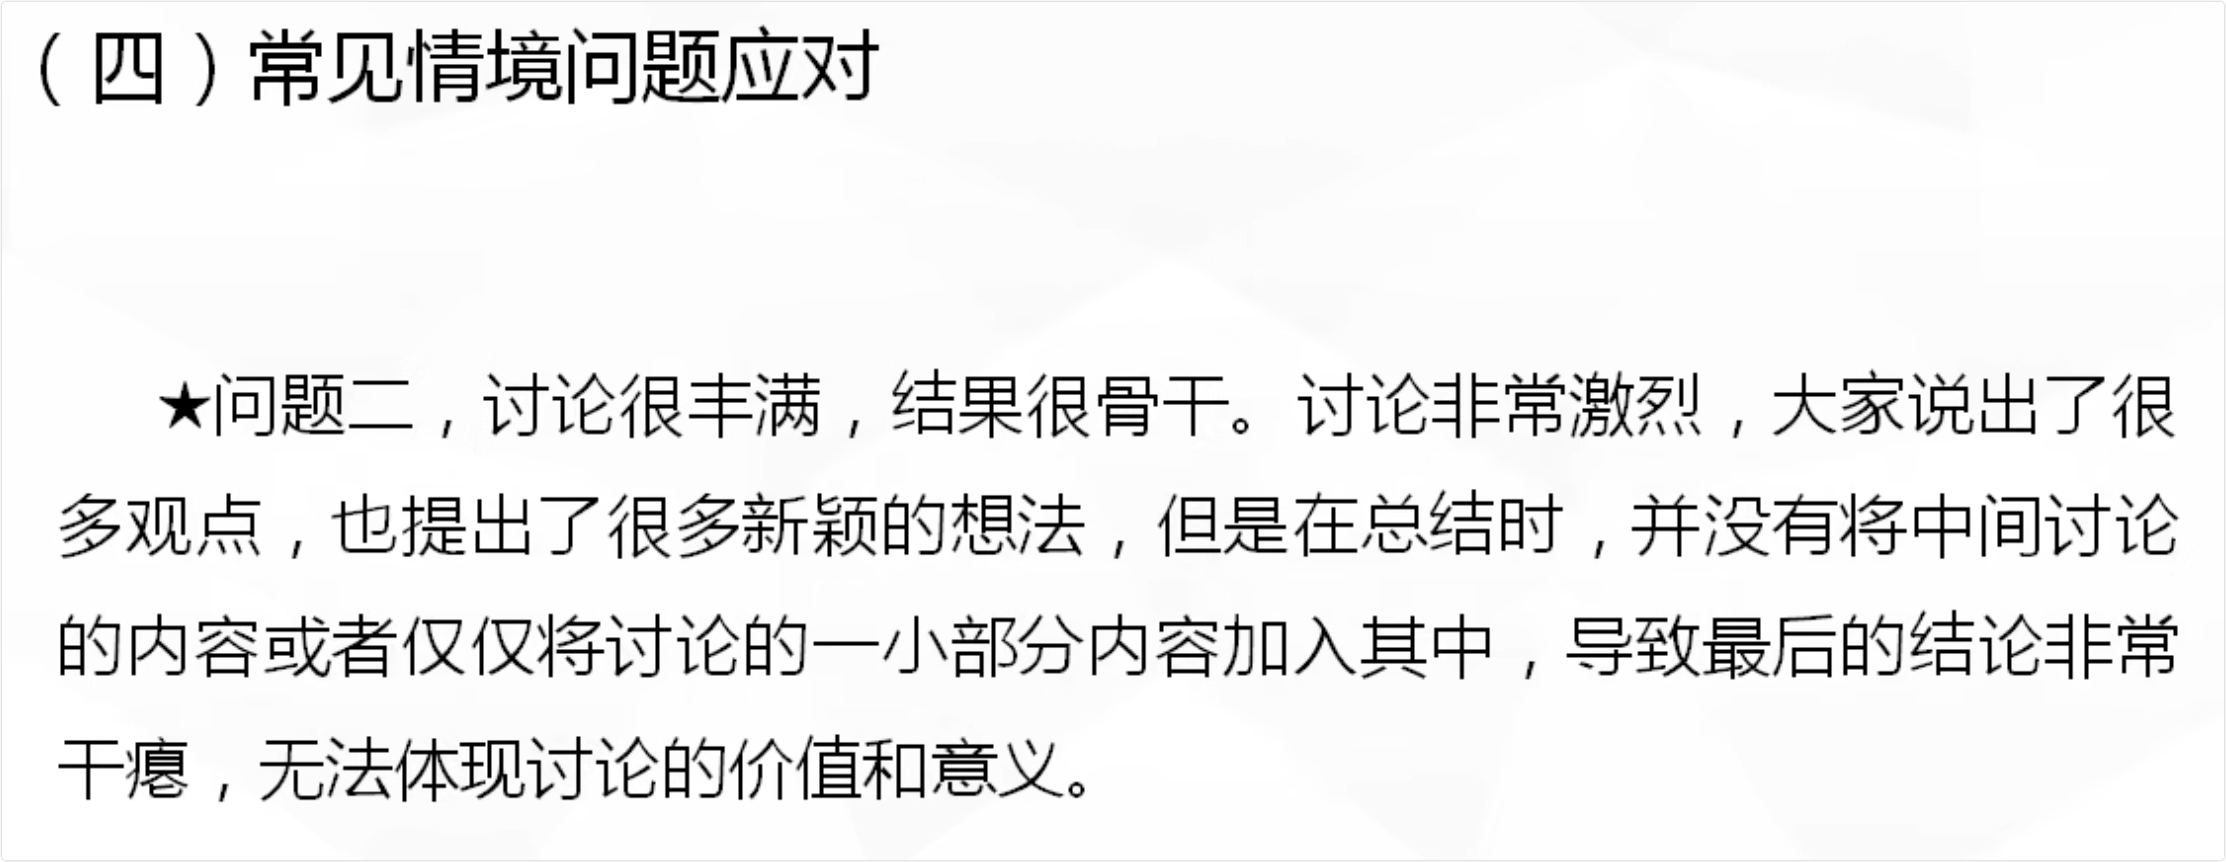 （四）常见情境问题应对
★问题二，讨论很丰满，结果很骨干。讨论非常激烈，大家说出了很
多观点，也提出了很多新颖的想法，但是在总结时，并没有将中间讨论
的内容或者仅仅将讨论的一小部分内容加入其中，导致最后的结论非常
干瘪，无法体现讨论的价值和意义。